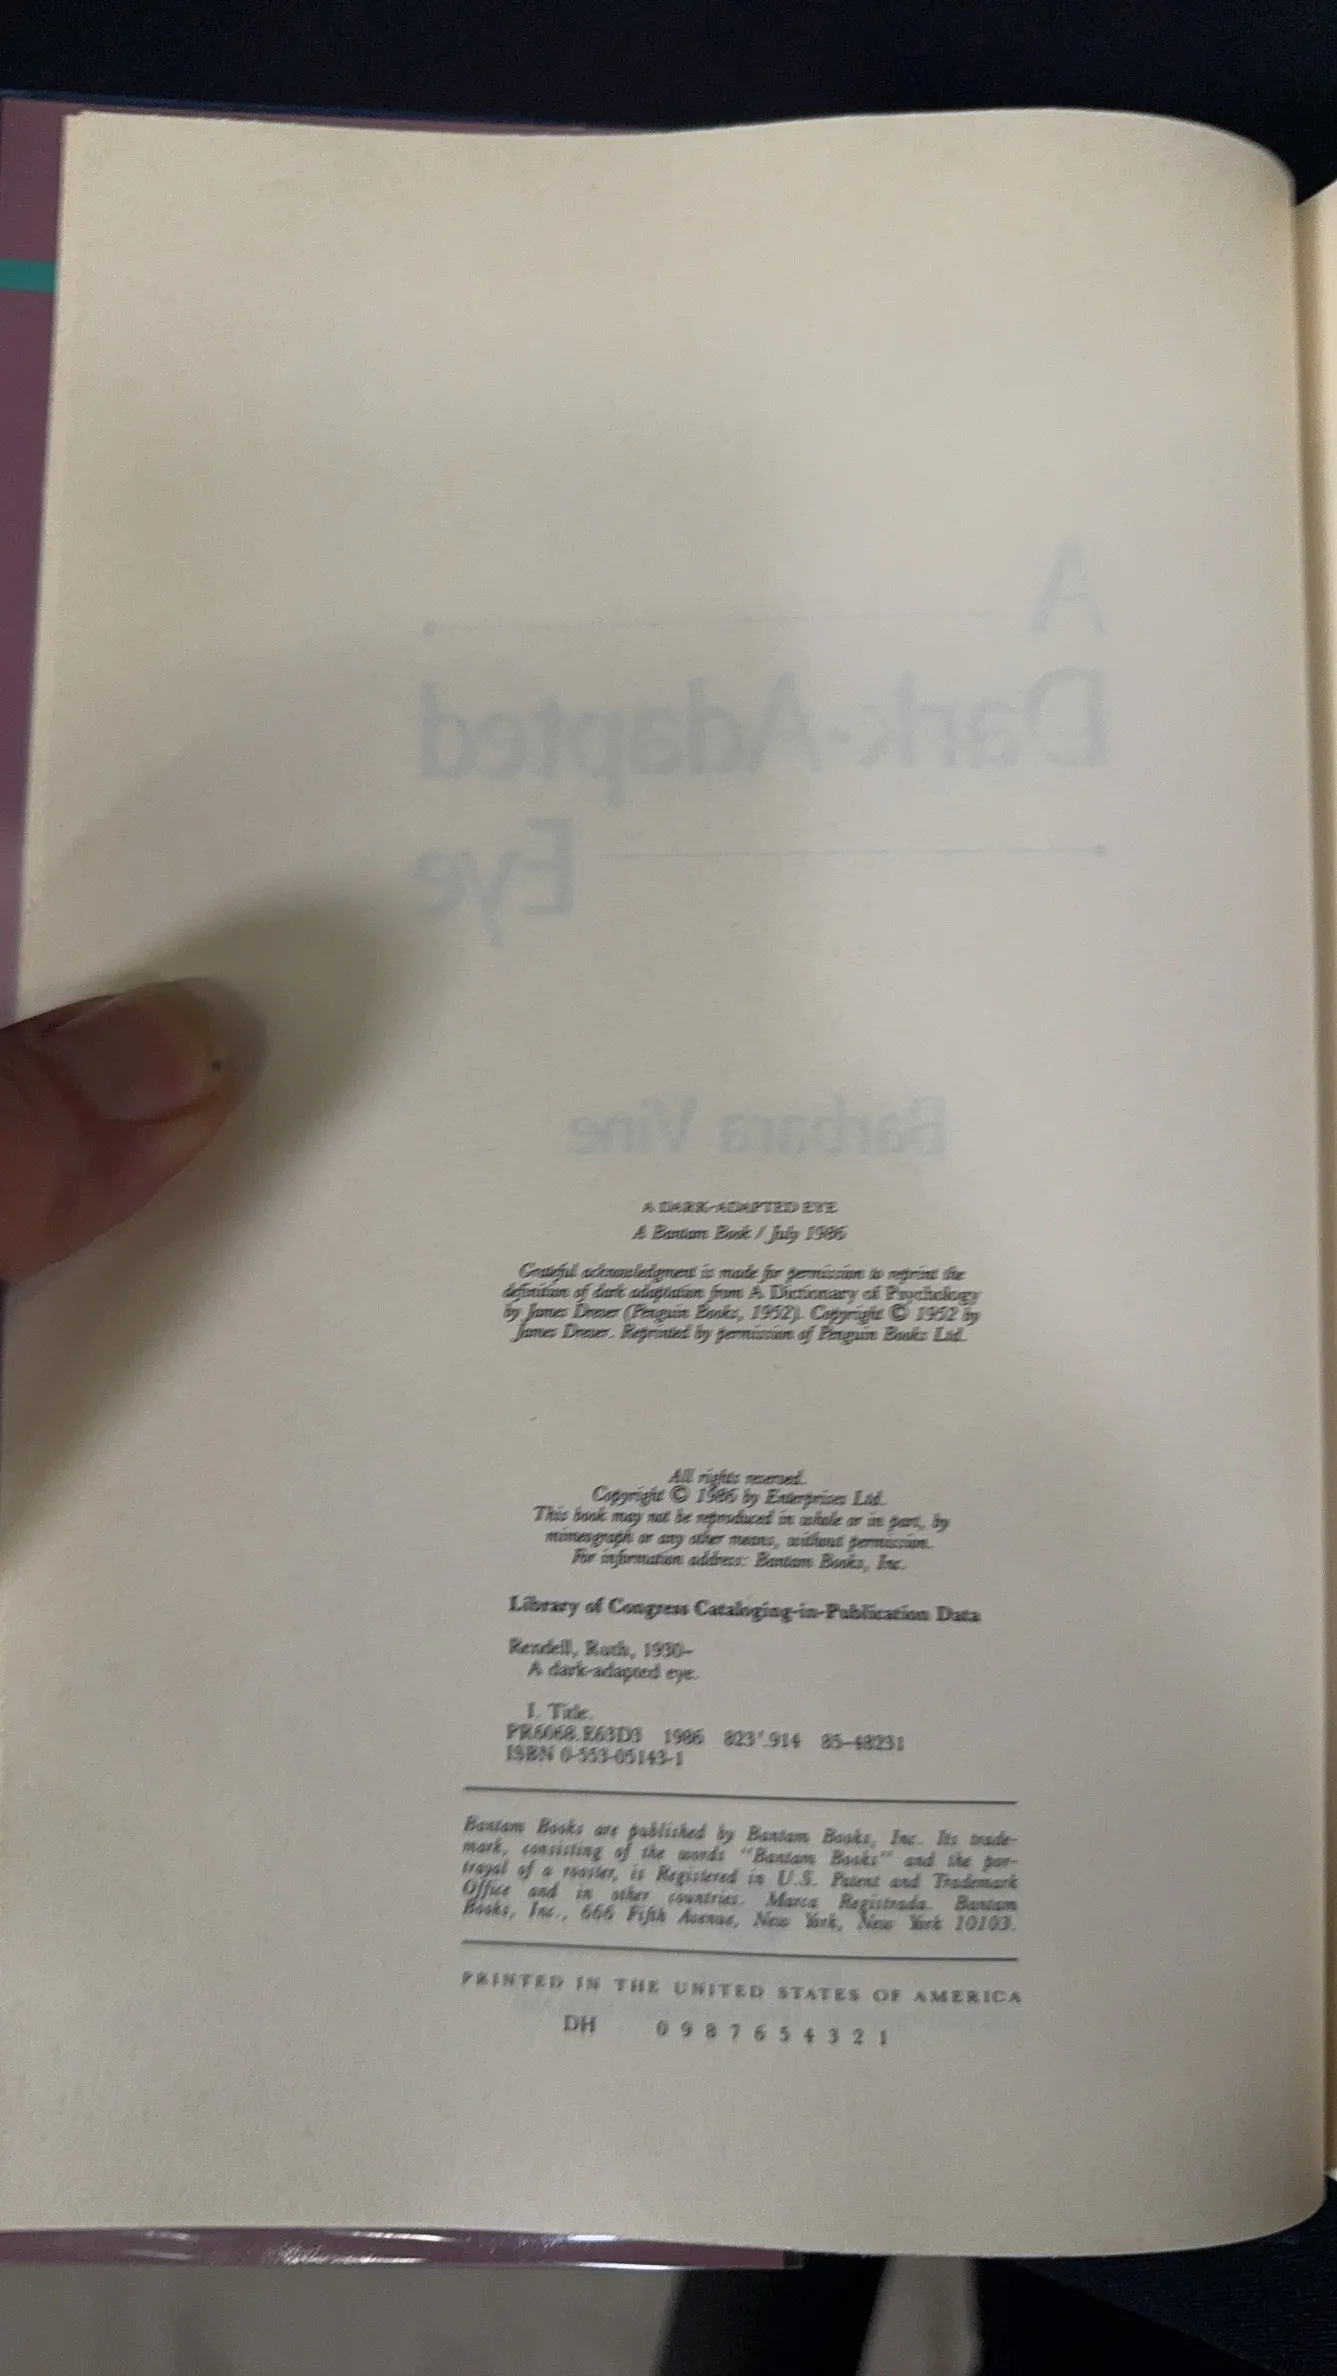 A
Dark-Adapted
Eye
Barbara Vine
A DARK-ADAPTED EYE
A Bantam Book / July 1986
Grateful acknowledgment is made for permission to reprint the
definition of dark adaptation from A Dictionary of Psychology
by James Drever (Penguin Books, 1952). Copyright © 1952 by
James Drever. Reprinted by permission of Penguin Books Ltd.
All rights reserved.
Copyright © 1986 by Enterprises Ltd.
This book may not be reproduced in whole or in part, by
mimeograph or any other means, without permission.
For information address: Bantam Books, Inc.
Library of Congress Cataloging-in-Publication Data
Rendell, Ruth, 1930–
A dark-adapted eye.
I. Title.
PR6068.E63D3 1986 823'.914 85-48231
ISBN 0-553-05143-1
Bantam Books are published by Bantam Books, Inc. Its trade-
mark, consisting of the words "Bantam Books" and the por-
trayal of a rooster, is Registered in U.S. Patent and Trademark
Office and in other countries. Marca Registrada. Bantam
Books, Inc., 666 Fifth Avenue, New York, New York 10103.
PRINTED IN THE UNITED STATES OF AMERICA
DH 0 9 8 7 6 5 4 3 2 1